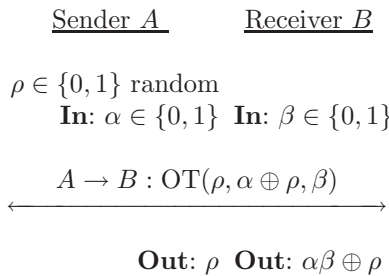 Sender A Receiver B
ρ ∈ {0, 1} random
In: α ∈ {0, 1} In: β ∈ {0, 1}
A → B : OT(ρ, α ⊕ ρ, β)
Out: ρ Out: αβ ⊕ ρ